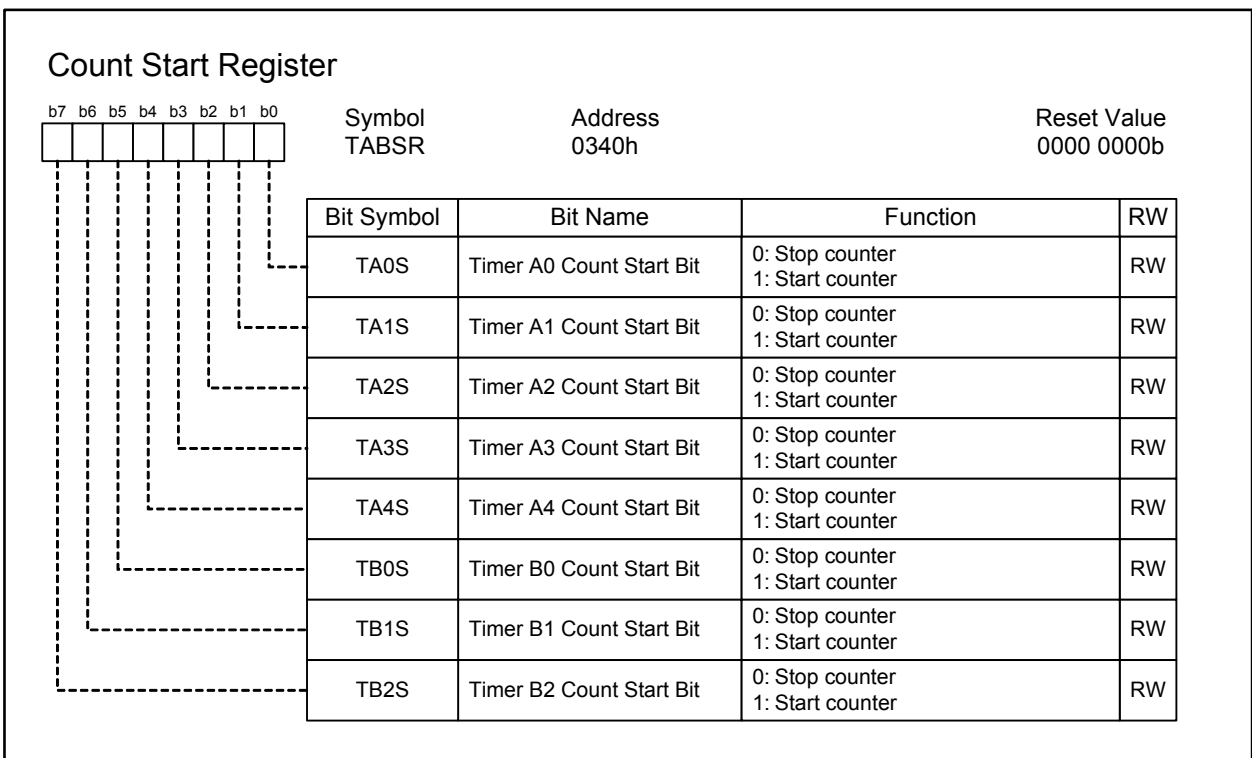 Count Start Register
b7 b6 b5 b4 b3 b2 b1 b0
Symbol Address Reset Value
TABSR 0340h 0000 0000b
Bit Symbol Bit Name Function RW
TA0S Timer A0 Count Start Bit 0: Stop counter
1: Start counter RW
TA1S Timer A1 Count Start Bit 0: Stop counter
1: Start counter RW
TA2S Timer A2 Count Start Bit 0: Stop counter
1: Start counter RW
TA3S Timer A3 Count Start Bit 0: Stop counter
1: Start counter RW
TA4S Timer A4 Count Start Bit 0: Stop counter
1: Start counter RW
TB0S Timer B0 Count Start Bit 0: Stop counter
1: Start counter RW
TB1S Timer B1 Count Start Bit 0: Stop counter
1: Start counter RW
TB2S Timer B2 Count Start Bit 0: Stop counter
1: Start counter RW